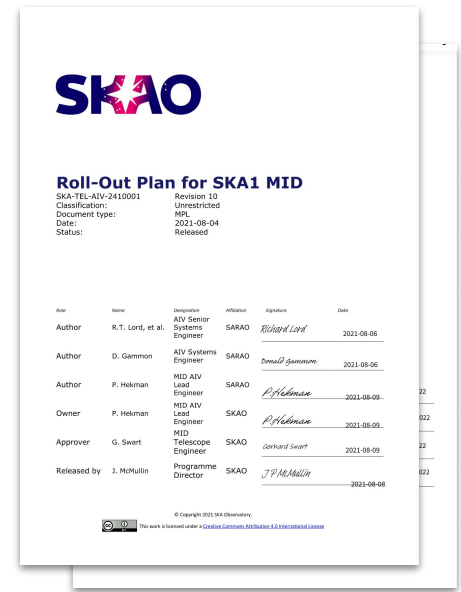 SKAO
Roll-Out Plan for SKA1 MID
SKA-TEL-AIV-2410001 Revision 10
Classification: Unrestricted
Document type: MPL
Date: 2021-08-04
Status: Released
Role Name Designation Affiliation Signature Date
Author R.T. Lord, et al. AIV Senior Systems Engineer SARAO Richard Lord 2021-08-06
Author D. Gammon AIV Systems Engineer SARAO Donald Gammon 2021-08-06
Author P. Hekman MID AIV Lead Engineer SARAO P. Hekman 2021-08-09
Owner P. Hekman MID AIV Lead Engineer SKAO P. Hekman 2021-08-09
Approver G. Swart MID Telescope Engineer SKAO Gerhard Swart 2021-08-09
Released by J. McMullin Programme Director SKAO J P McMullin 2021-08-08
22
022
22
022
© Copyright 2021 SKA Observatory.
This work is licensed under a Creative Commons Attribution 4.0 International License